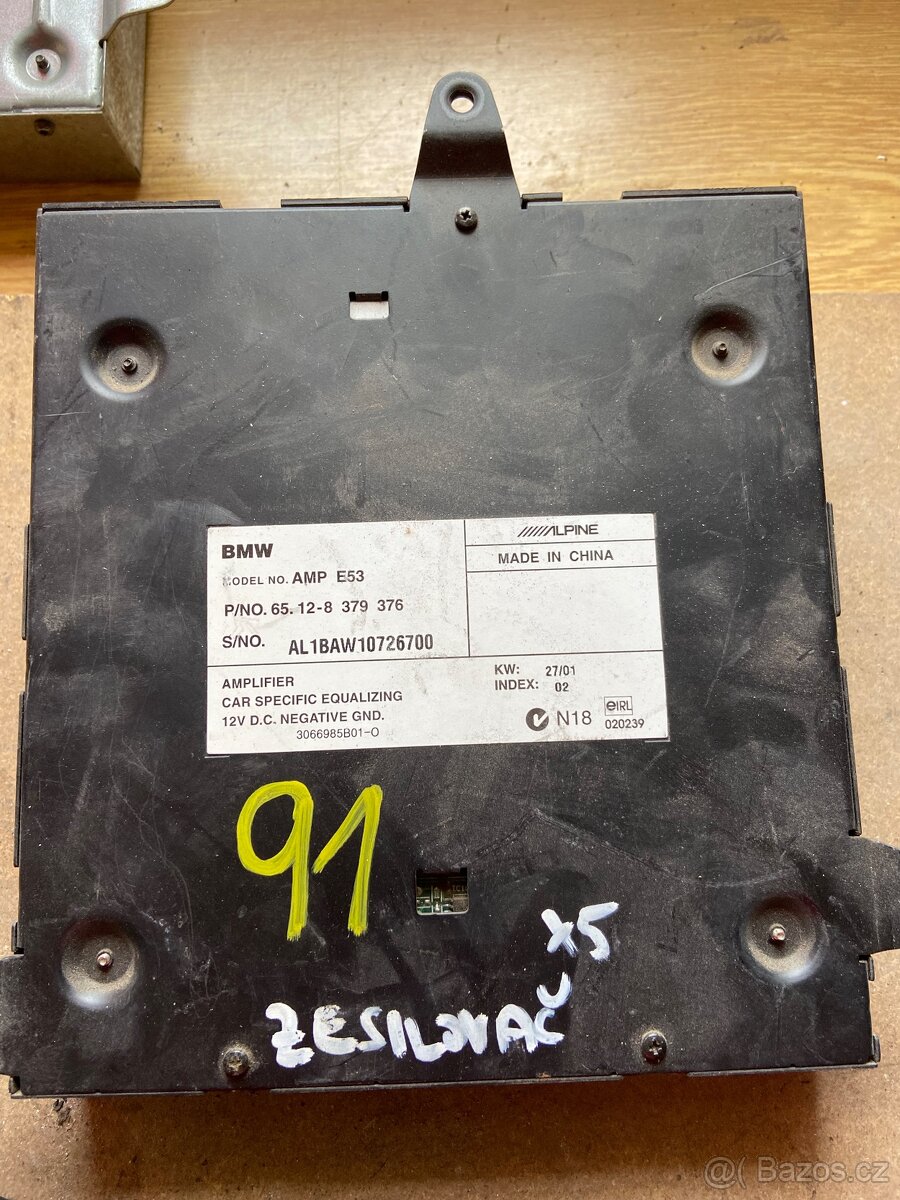 BMW
MODEL NO. AMP E53
P/NO. 65. 12-8 379 376
S/NO. AL1BAW10726700
/////ALPINE
MADE IN CHINA
AMPLIFIER
CAR SPECIFIC EQUALIZING
12V D.C. NEGATIVE GND.
3066985B01-O
KW: 27/01
INDEX: 02
N18
eIRL
020239
91
X5
ZESILOVAČ
@( Bazos.cz